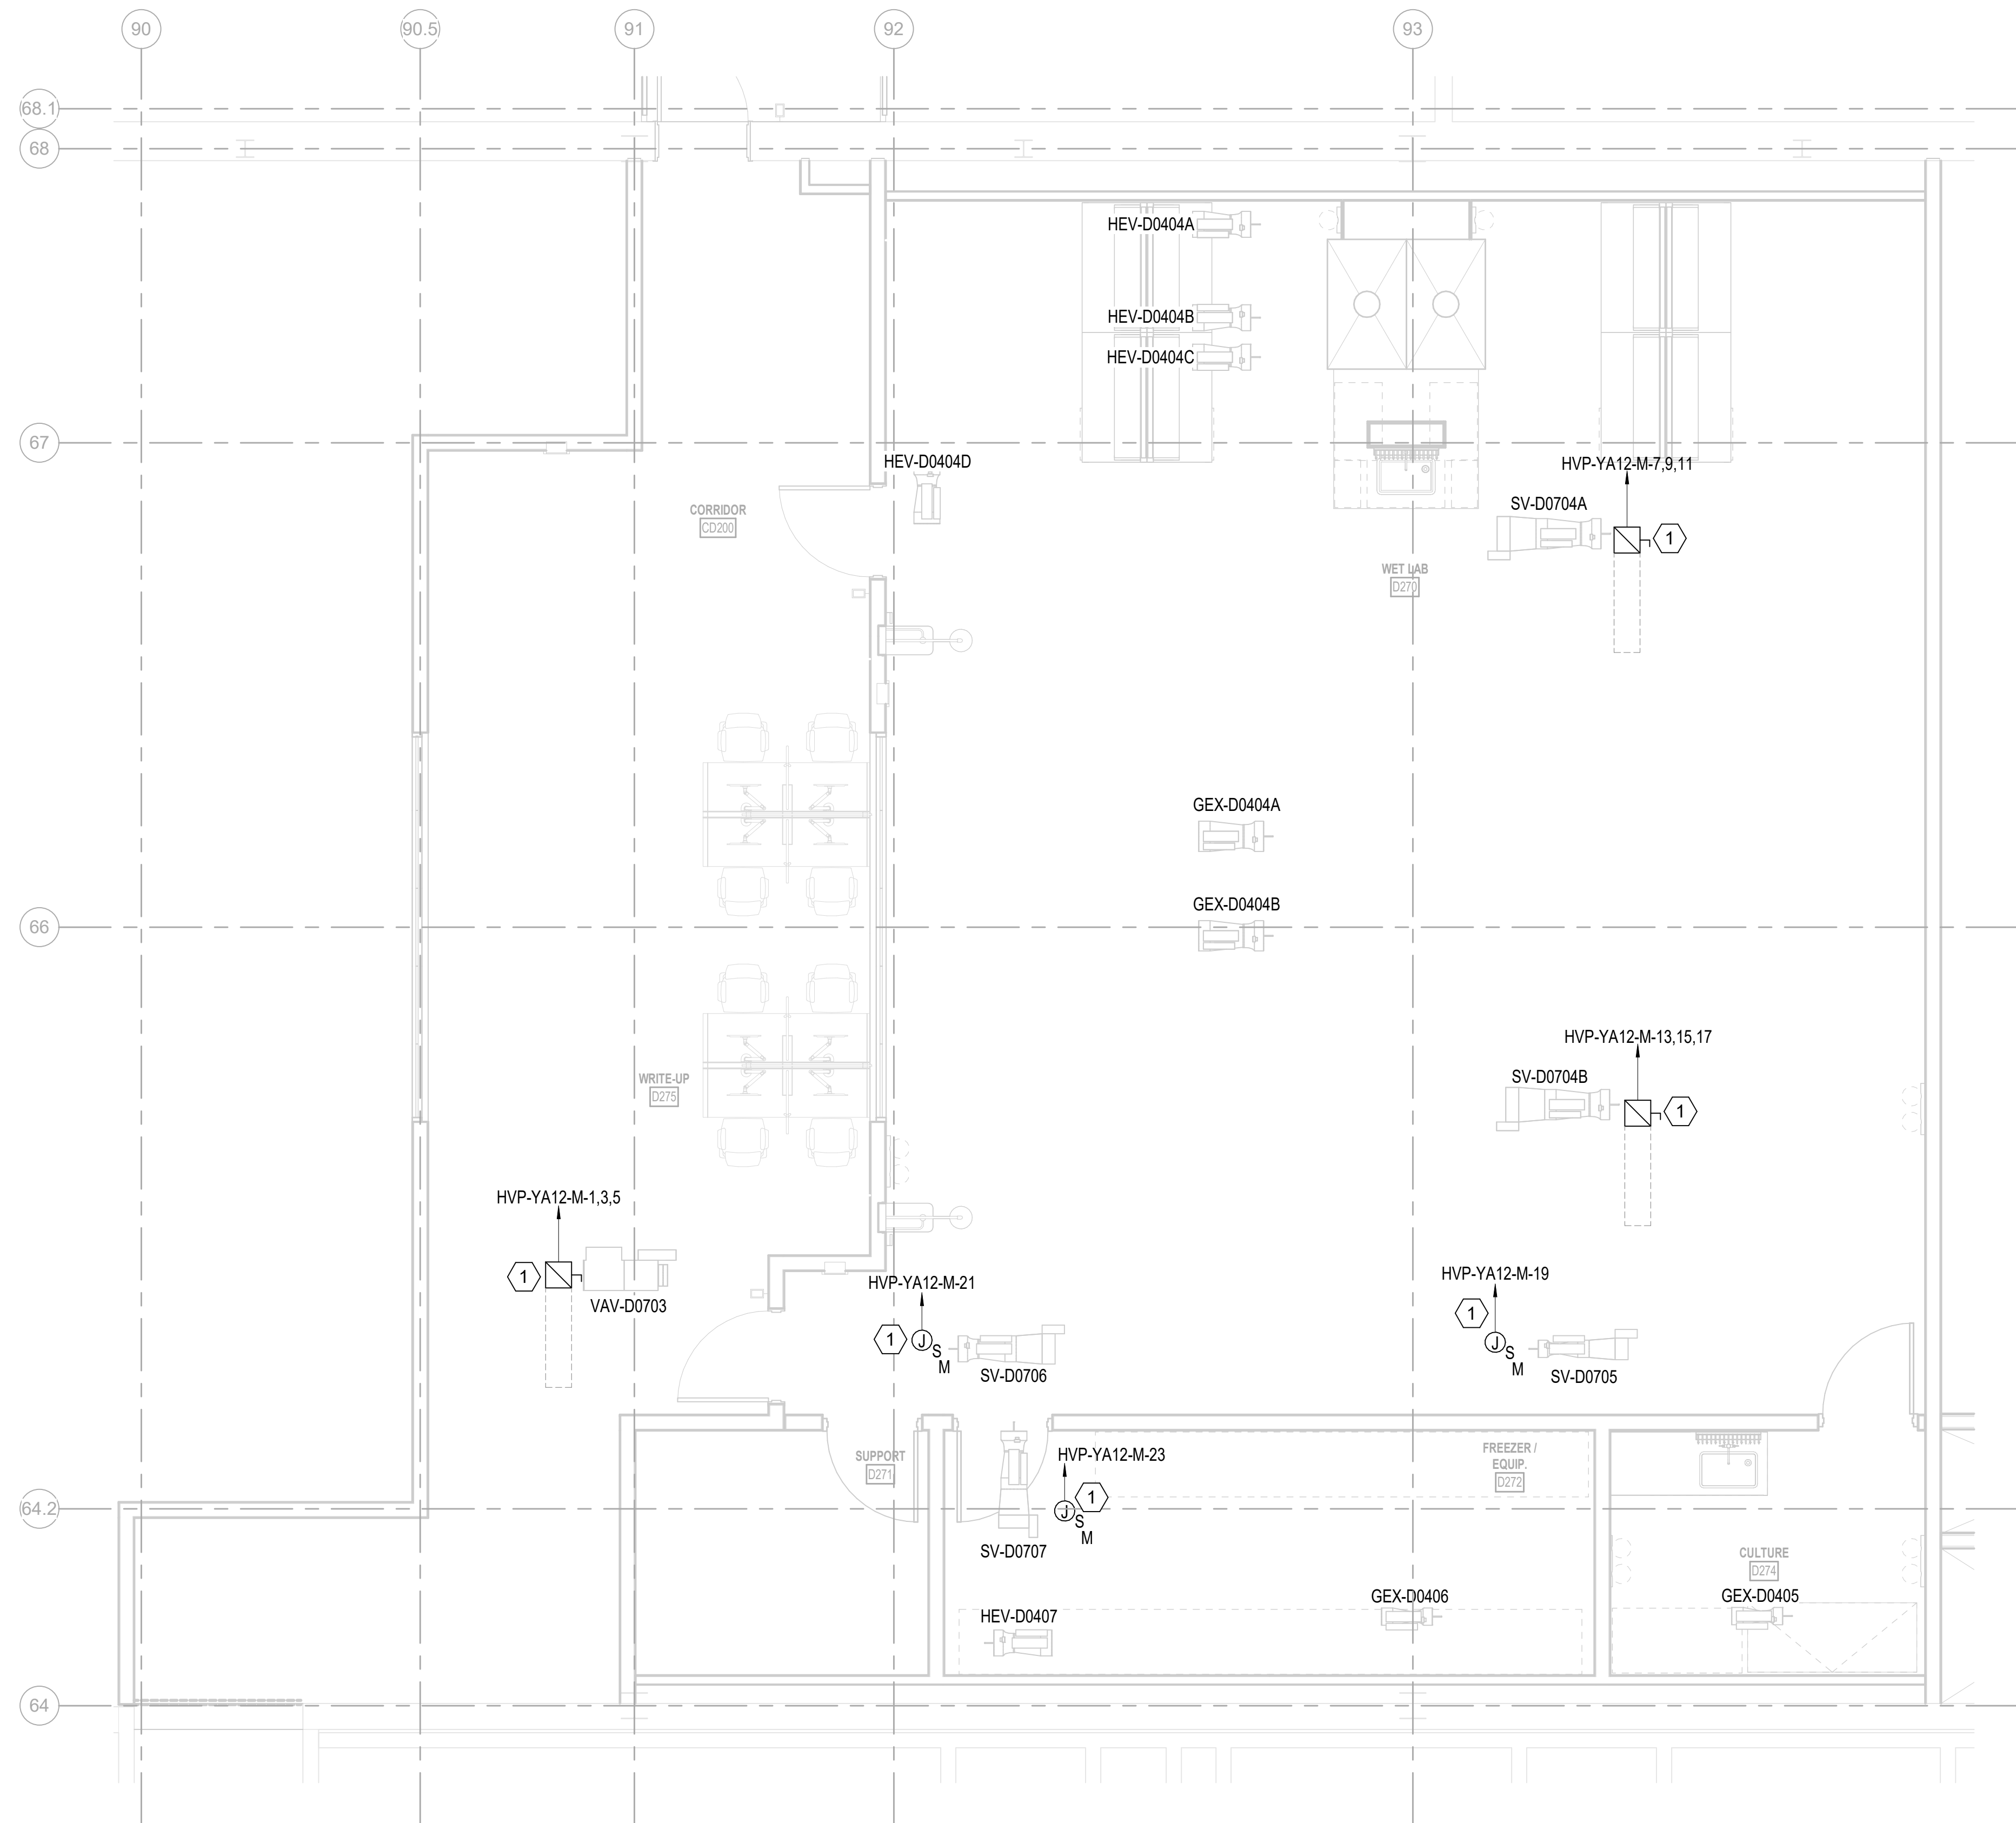 90
90.5
91
92
93
68.1
68
HEV-D0404A
HEV-D0404B
HEV-D0404C
67
HEV-D0404D
HVP-YA12-M-7,9,11
CORRIDOR
CD200
SV-D0704A
1
WET LAB
D270
GEX-D0404A
GEX-D0404B
66
HVP-YA12-M-13,15,17
WRITE-UP
D275
SV-D0704B
1
HVP-YA12-M-1,3,5
1
VAV-D0703
HVP-YA12-M-21
1
J
S
M
SV-D0706
HVP-YA12-M-19
1
J
S
M
SV-D0705
SUPPORT
D271
HVP-YA12-M-23
1
J
S
M
SV-D0707
FREEZER /
EQUIP.
D272
64.2
CULTURE
D274
GEX-D0406
GEX-D0405
HEV-D0407
64